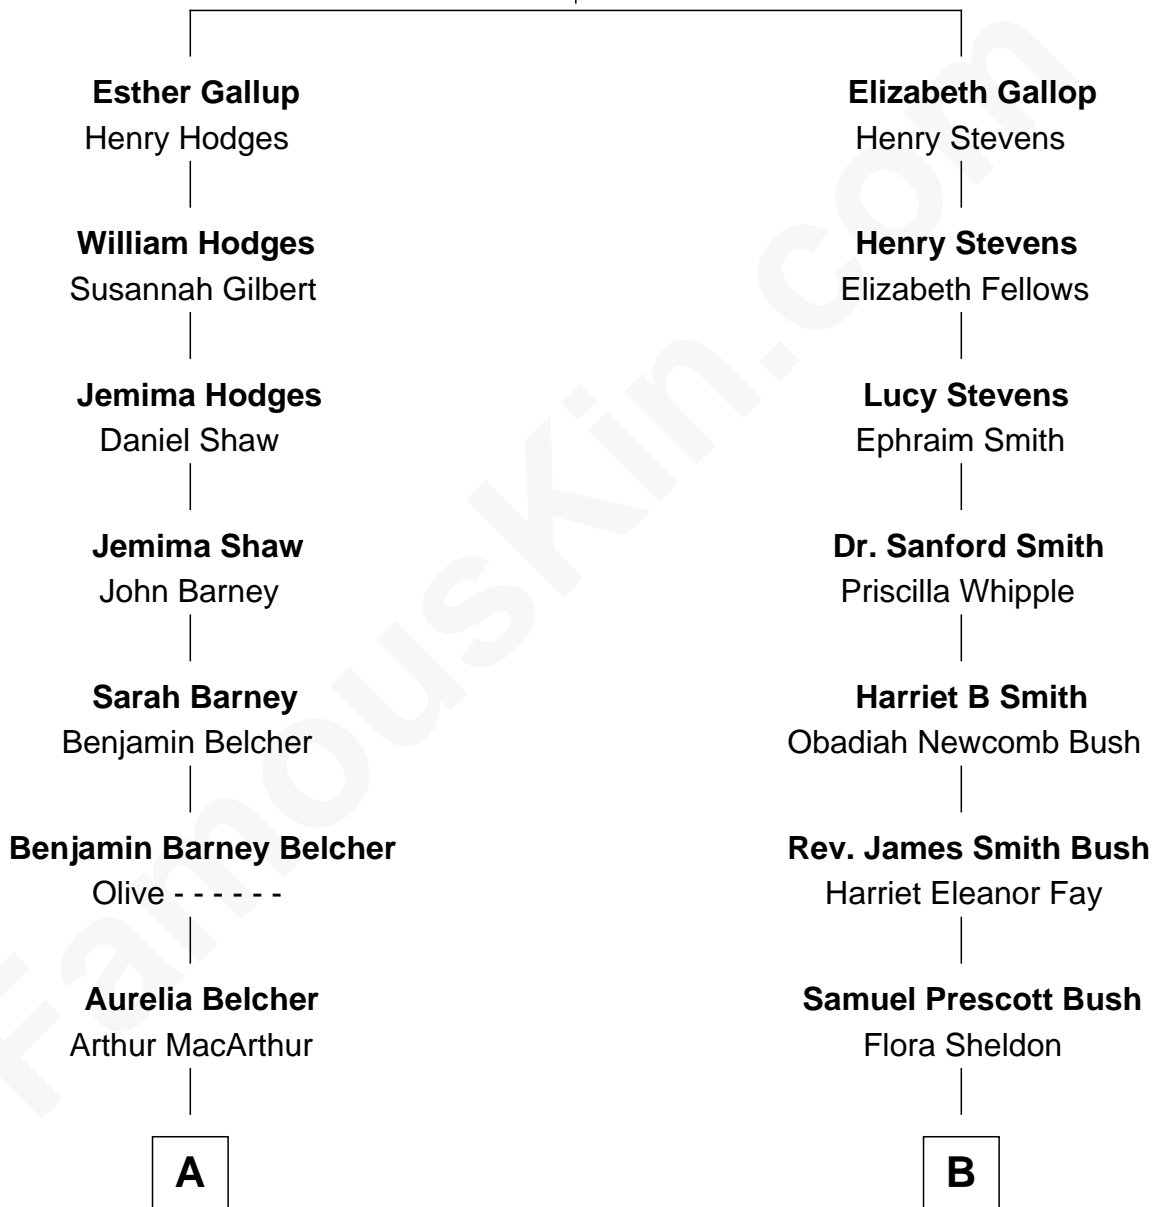 Esther Gallup
Henry Hodges
William Hodges
Susannah Gilbert
Jemima Hodges
Daniel Shaw
Jemima Shaw
John Barney
Sarah Barney
Benjamin Belcher
Benjamin Barney Belcher
Olive - - - - - -
Aurelia Belcher
Arthur MacArthur
A
Elizabeth Gallop
Henry Stevens
Henry Stevens
Elizabeth Fellows
Lucy Stevens
Ephraim Smith
Dr. Sanford Smith
Priscilla Whipple
Harriet B Smith
Obadiah Newcomb Bush
Rev. James Smith Bush
Harriet Eleanor Fay
Samuel Prescott Bush
Flora Sheldon
B
FamousKin.com